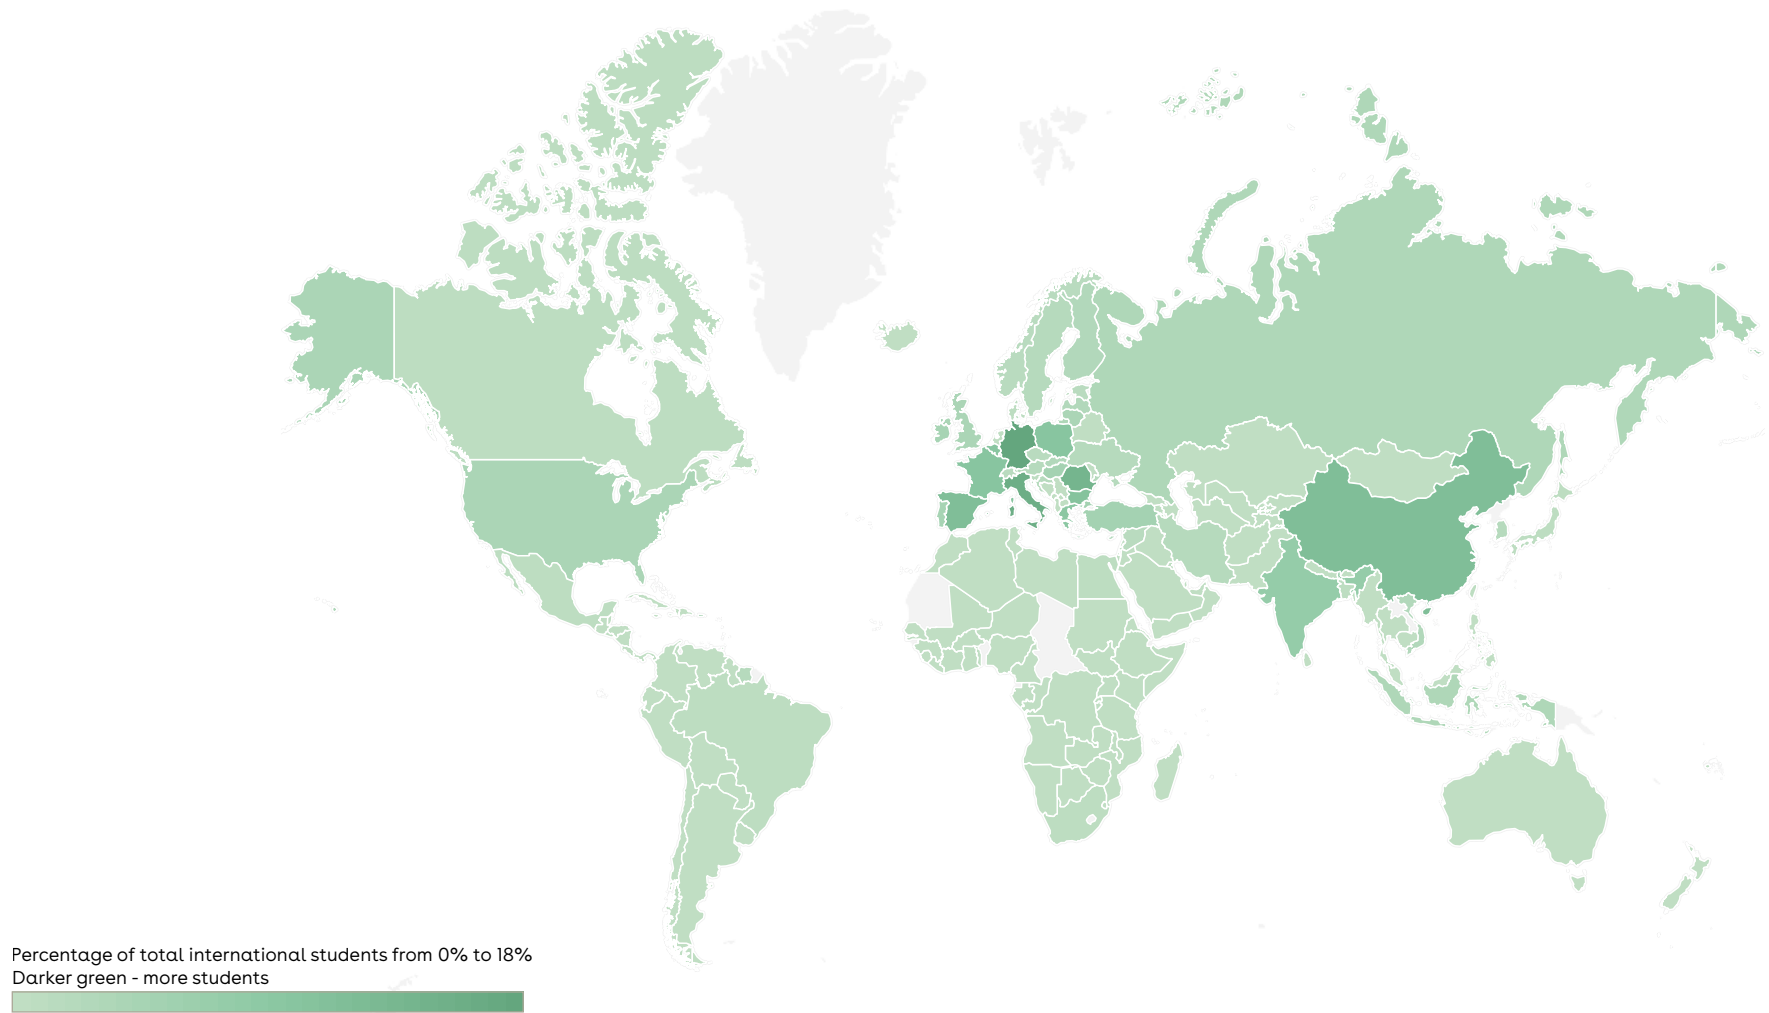 Percentage of total international students from 0% to 18%
Darker green - more students